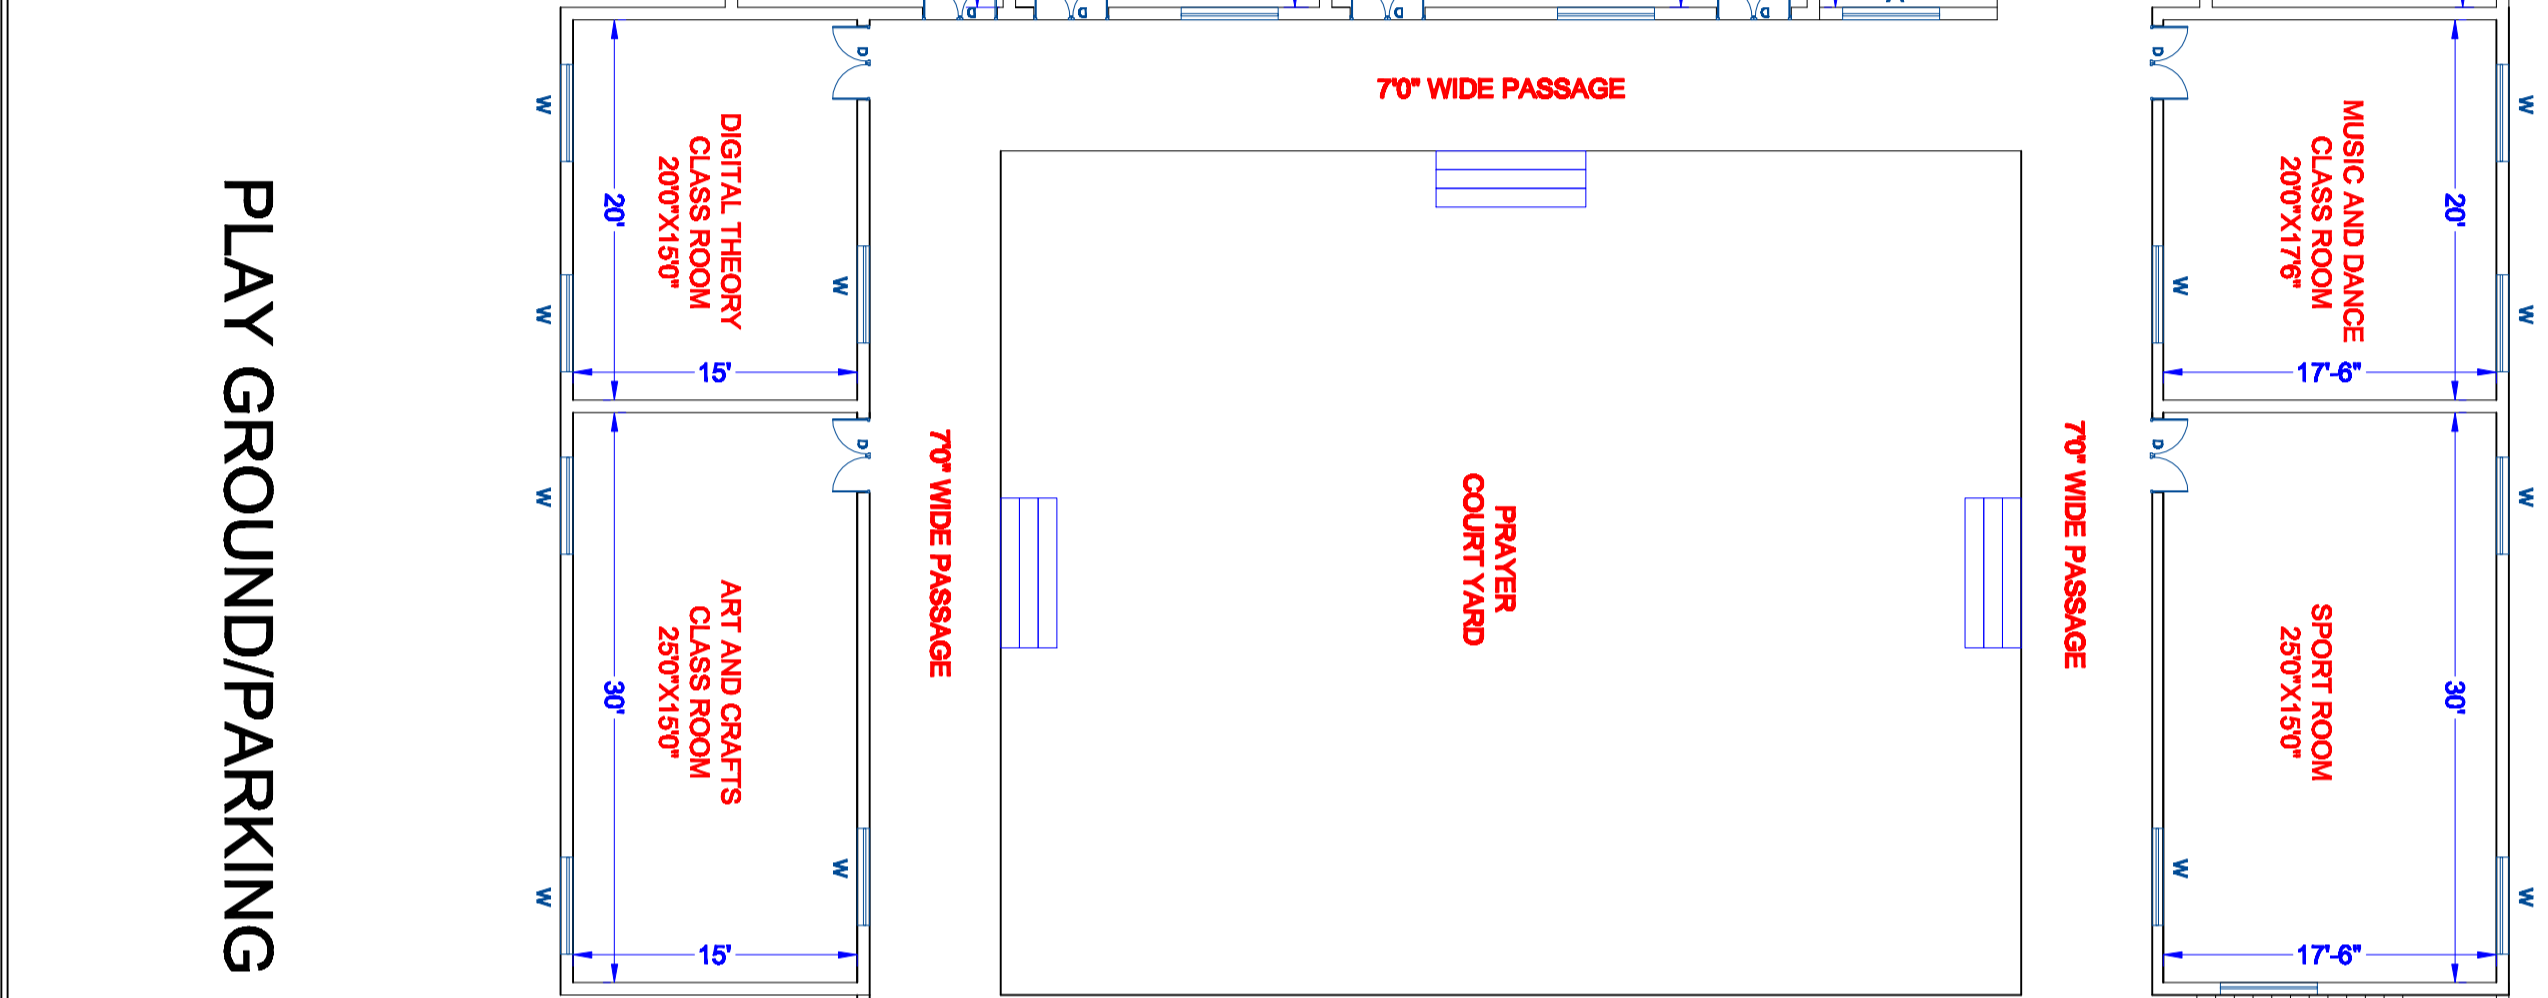 D
D
D
D
7'0" WIDE PASSAGE
D
D
W
W
W
W
W
W
DIGITAL THEORY
CLASS ROOM
20'0"X15'0"
20'
15'
MUSIC AND DANCE
CLASS ROOM
20'0"X17'6"
20'
17'-6"
PLAY GROUND/PARKING
7'0" WIDE PASSAGE
PRAYER
COURT YARD
7'0" WIDE PASSAGE
D
D
W
W
W
W
W
W
ART AND CRAFTS
CLASS ROOM
25'0"X15'0"
30'
15'
SPORT ROOM
25'0"X15'0"
30'
17'-6"